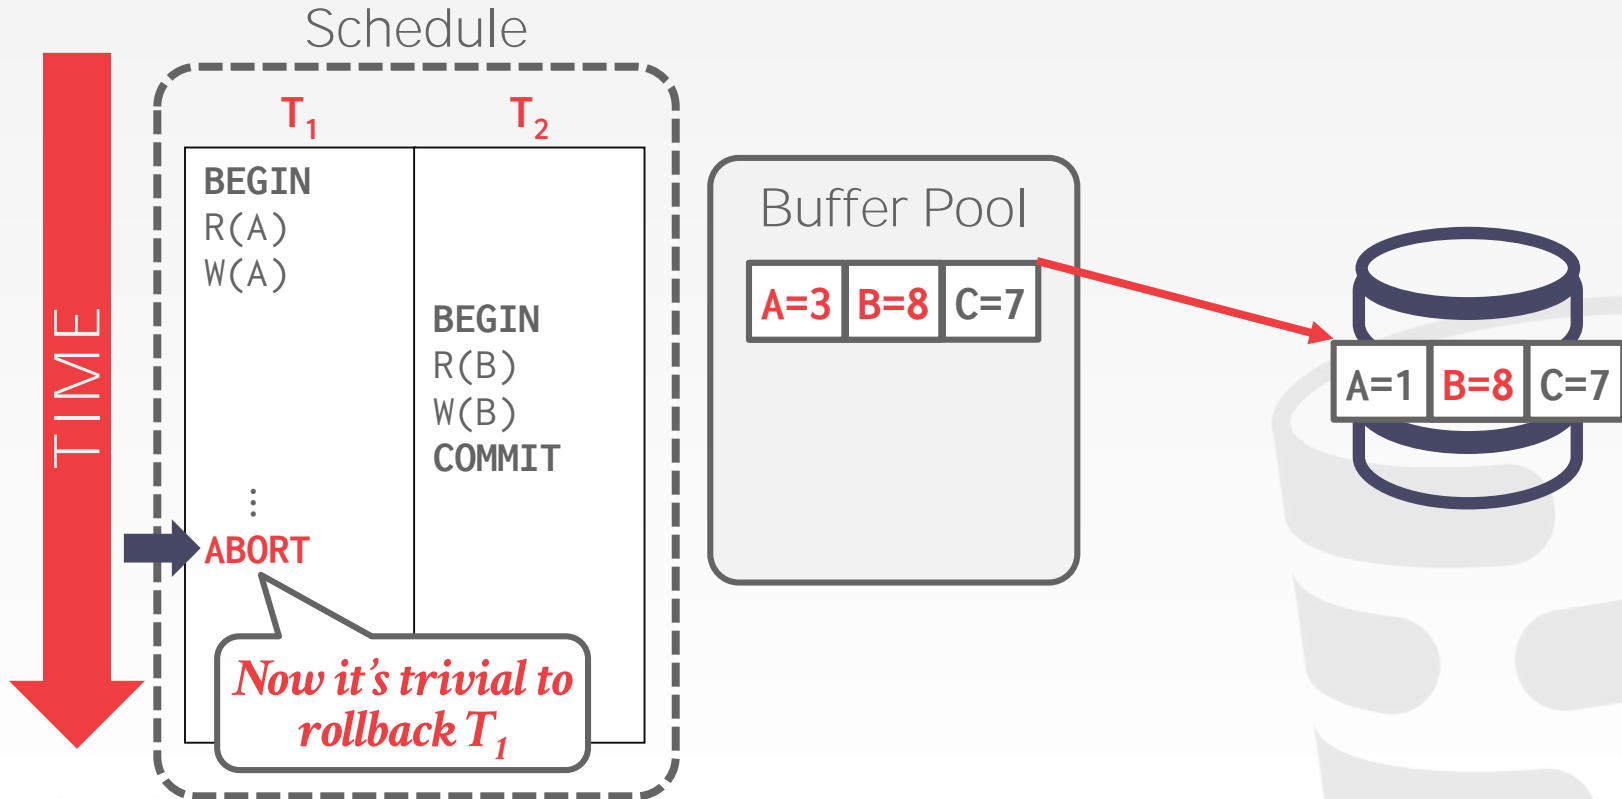 Schedule
TIME
T1 T2
BEGIN
R(A)
W(A)
BEGIN
R(B)
W(B)
COMMIT
⋮
ABORT
Now it's trivial to
rollback T1
Buffer Pool
A=3 B=8 C=7
A=1 B=8 C=7